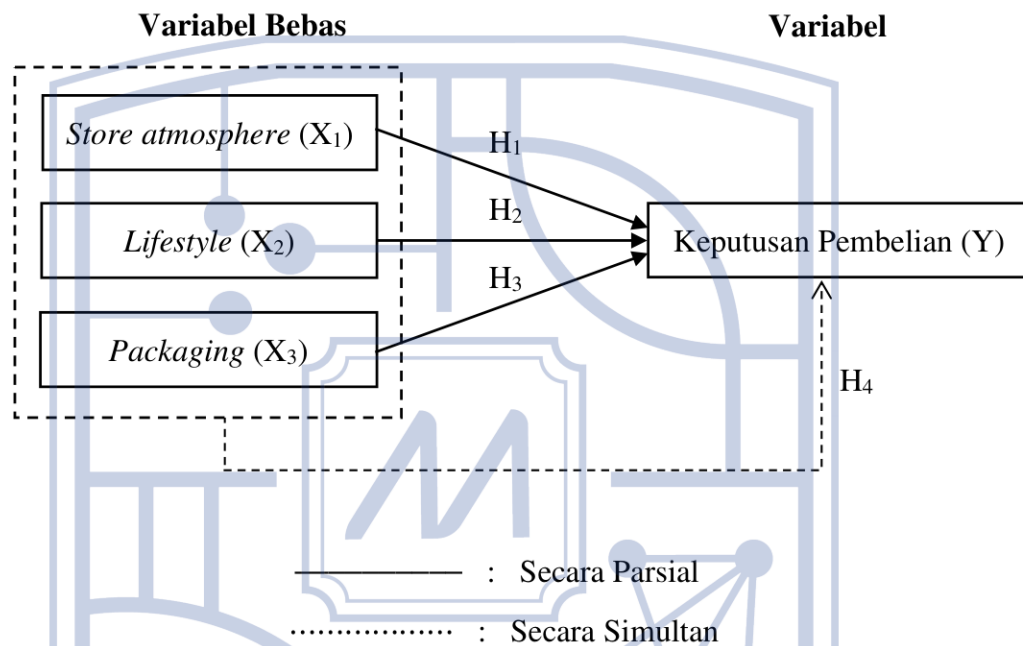 Variabel Bebas
Variabel
Store atmosphere (X₁)
H₁
H₂
Lifestyle (X₂)
Keputusan Pembelian (Y)
H₃
Packaging (X₃)
H₄
: Secara Parsial
: Secara Simultan